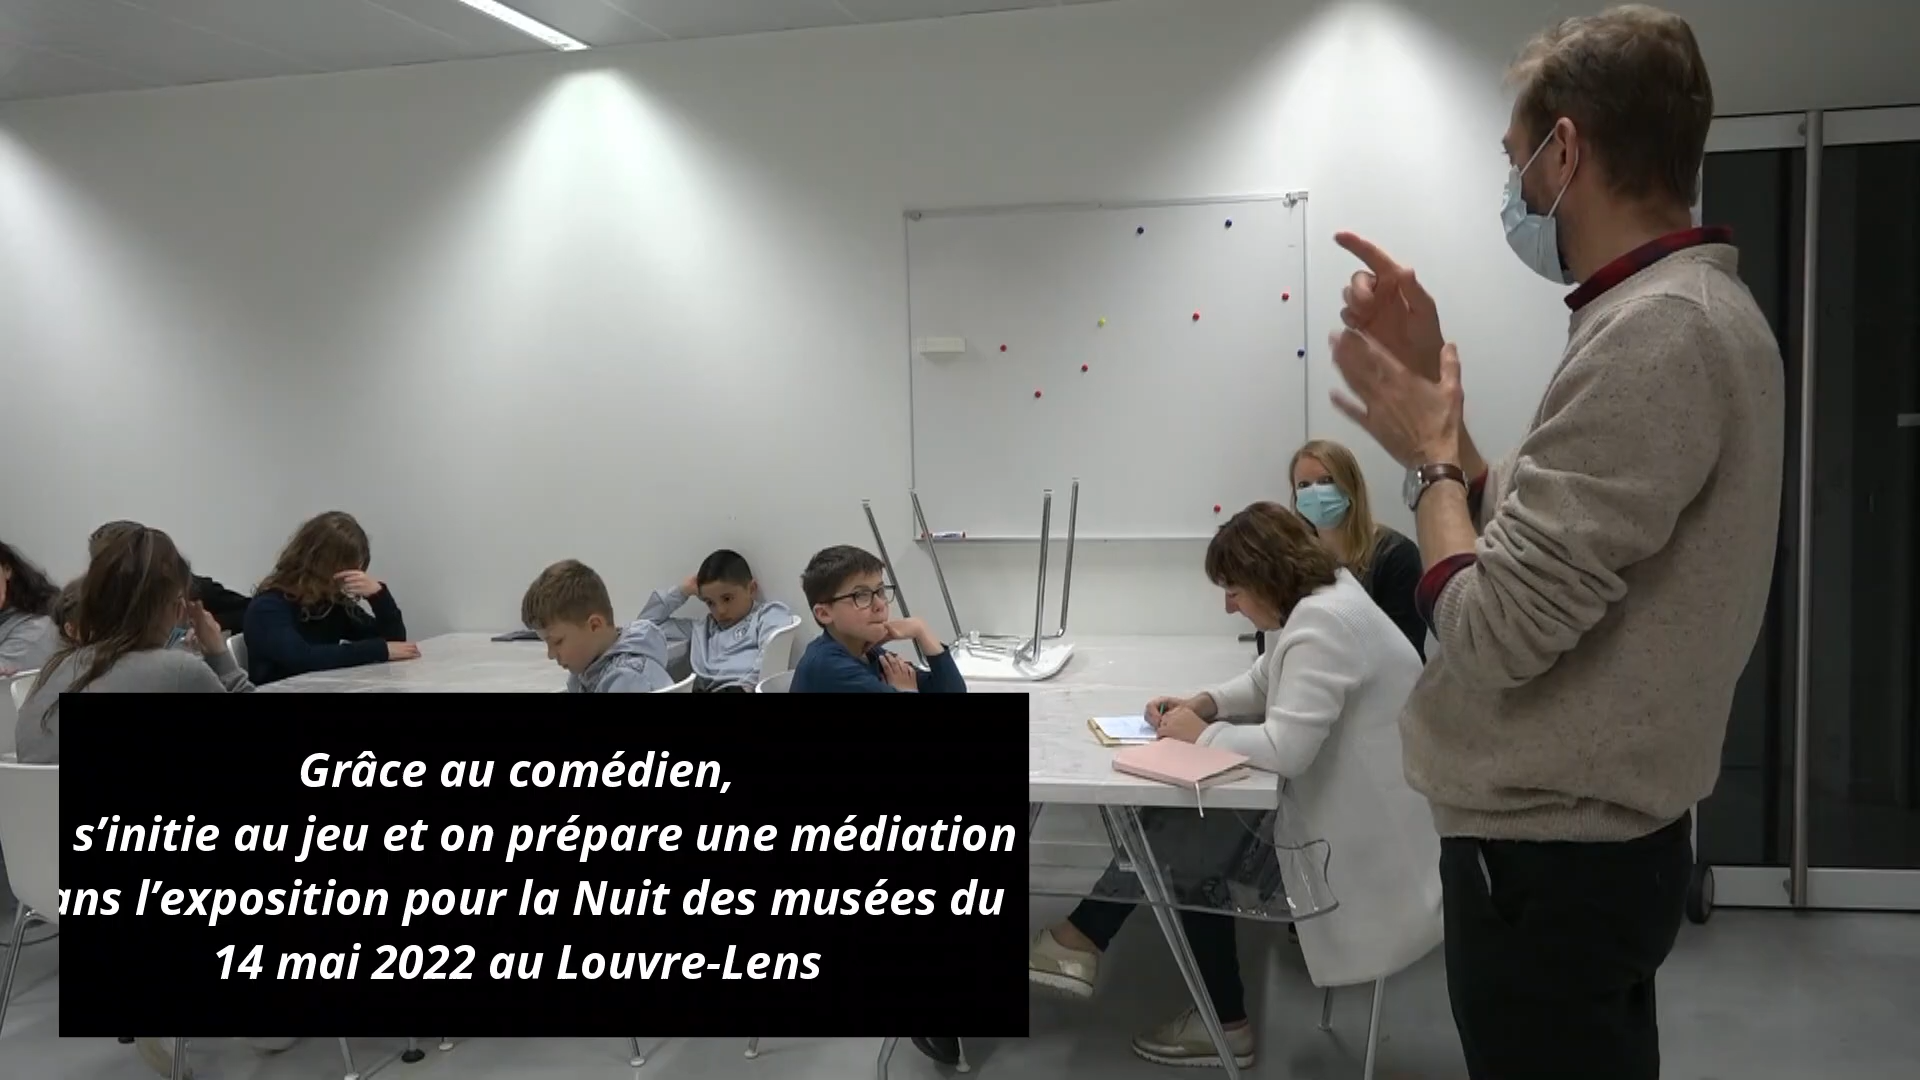 Grâce au comédien,
s’initie au jeu et on prépare une médiation
ans l’exposition pour la Nuit des musées du
14 mai 2022 au Louvre-Lens